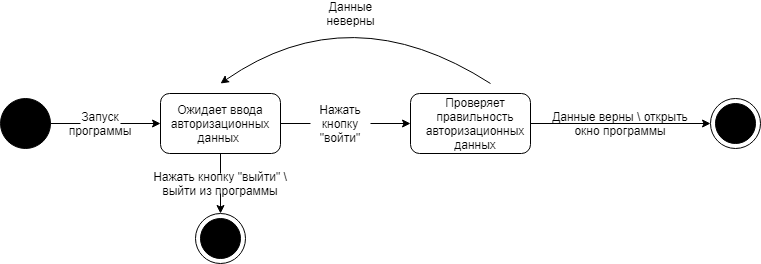 Данные
неверны
Запуск
программы
Ожидает ввода
авторизационных
данных
Нажать
кнопку
"войти"
Проверяет
правильность
авторизационных
данных
Данные верны \ открыть
окно программы
Нажать кнопку "выйти" \
выйти из программы